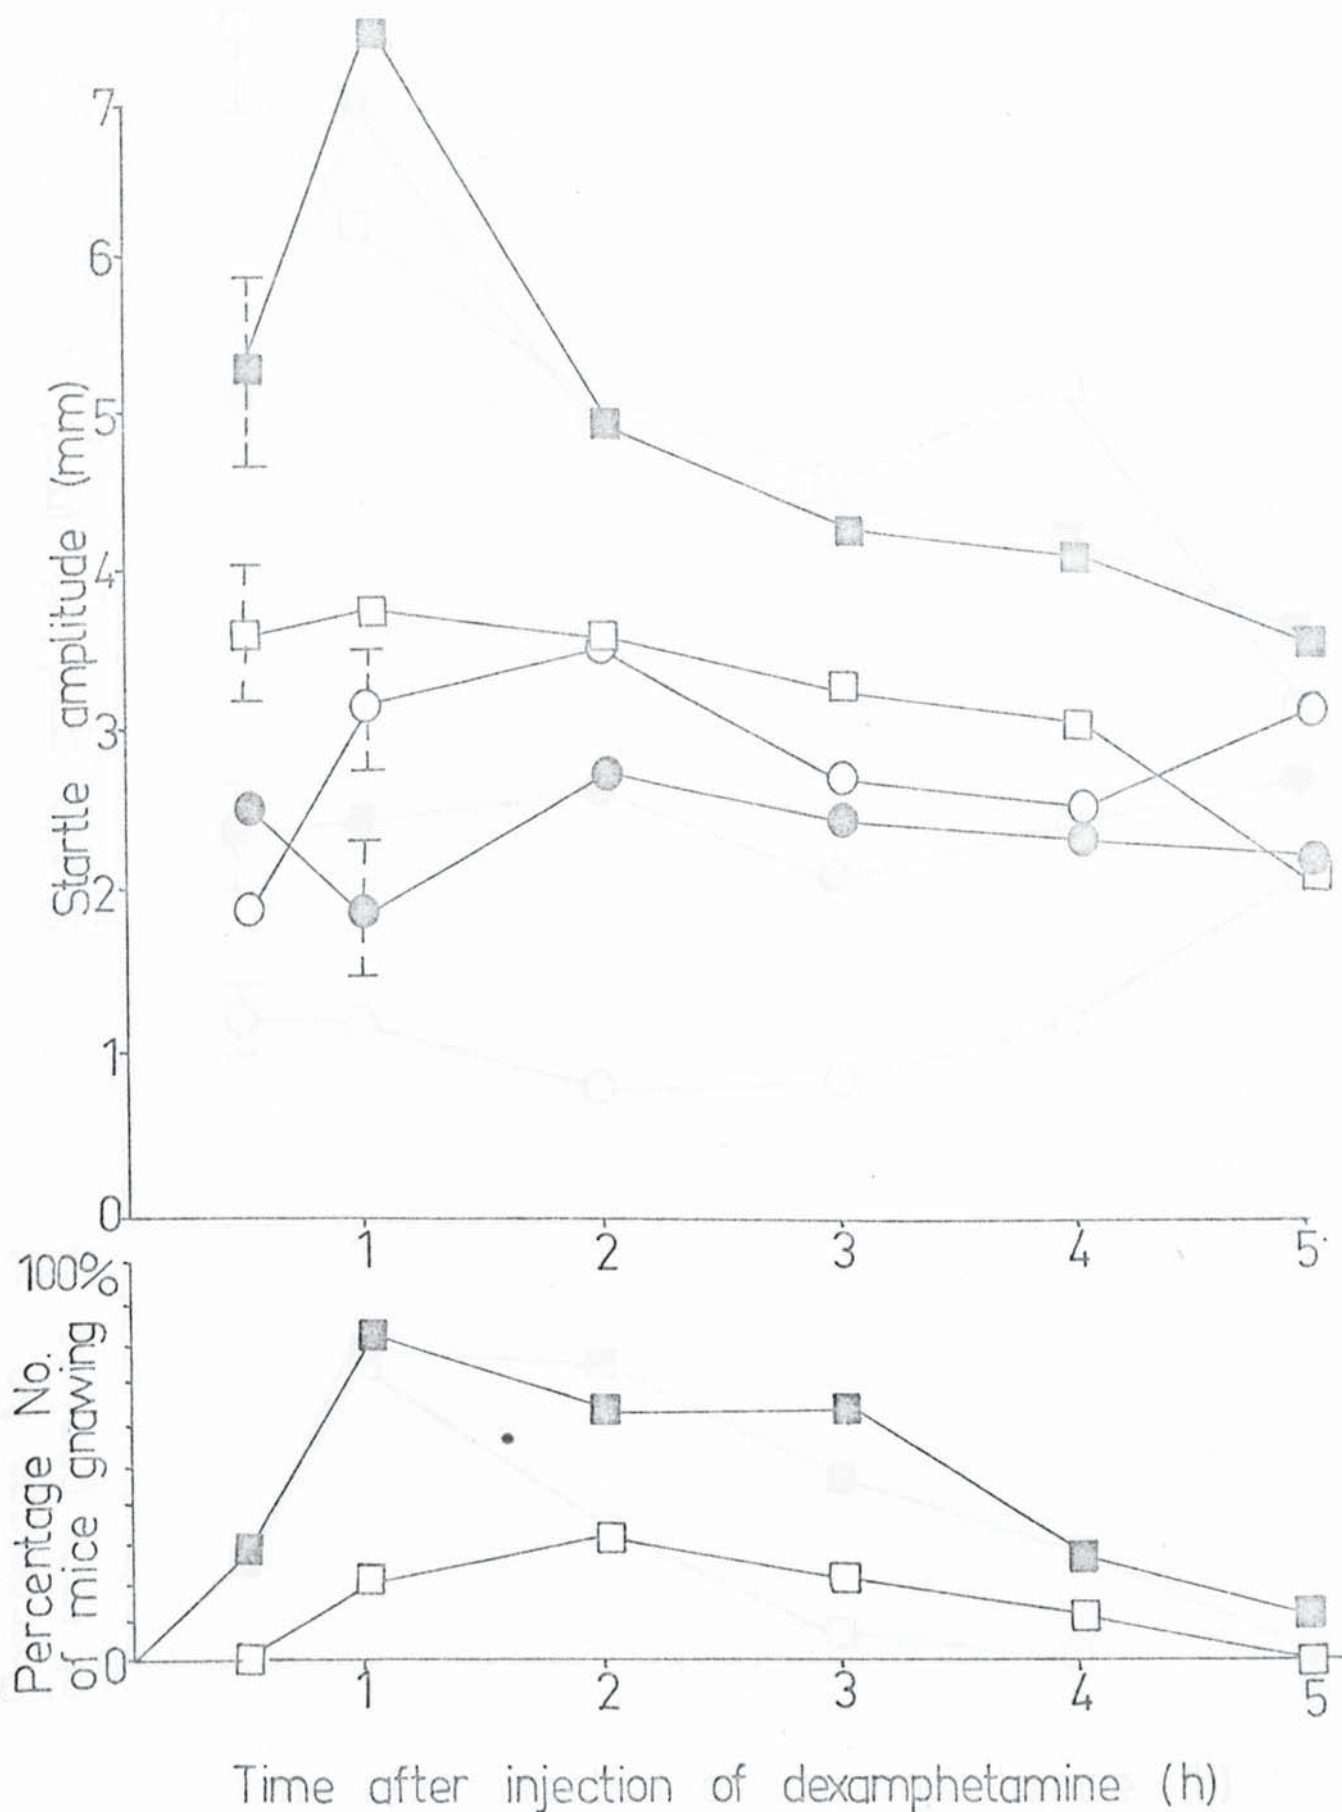 7
6
5
4
3
2
1
0
Startle amplitude (mm)
1 2 3 4 5
100%
0
Percentage No.
of mice gnawing
1 2 3 4 5
Time after injection of dexamphetamine (h)